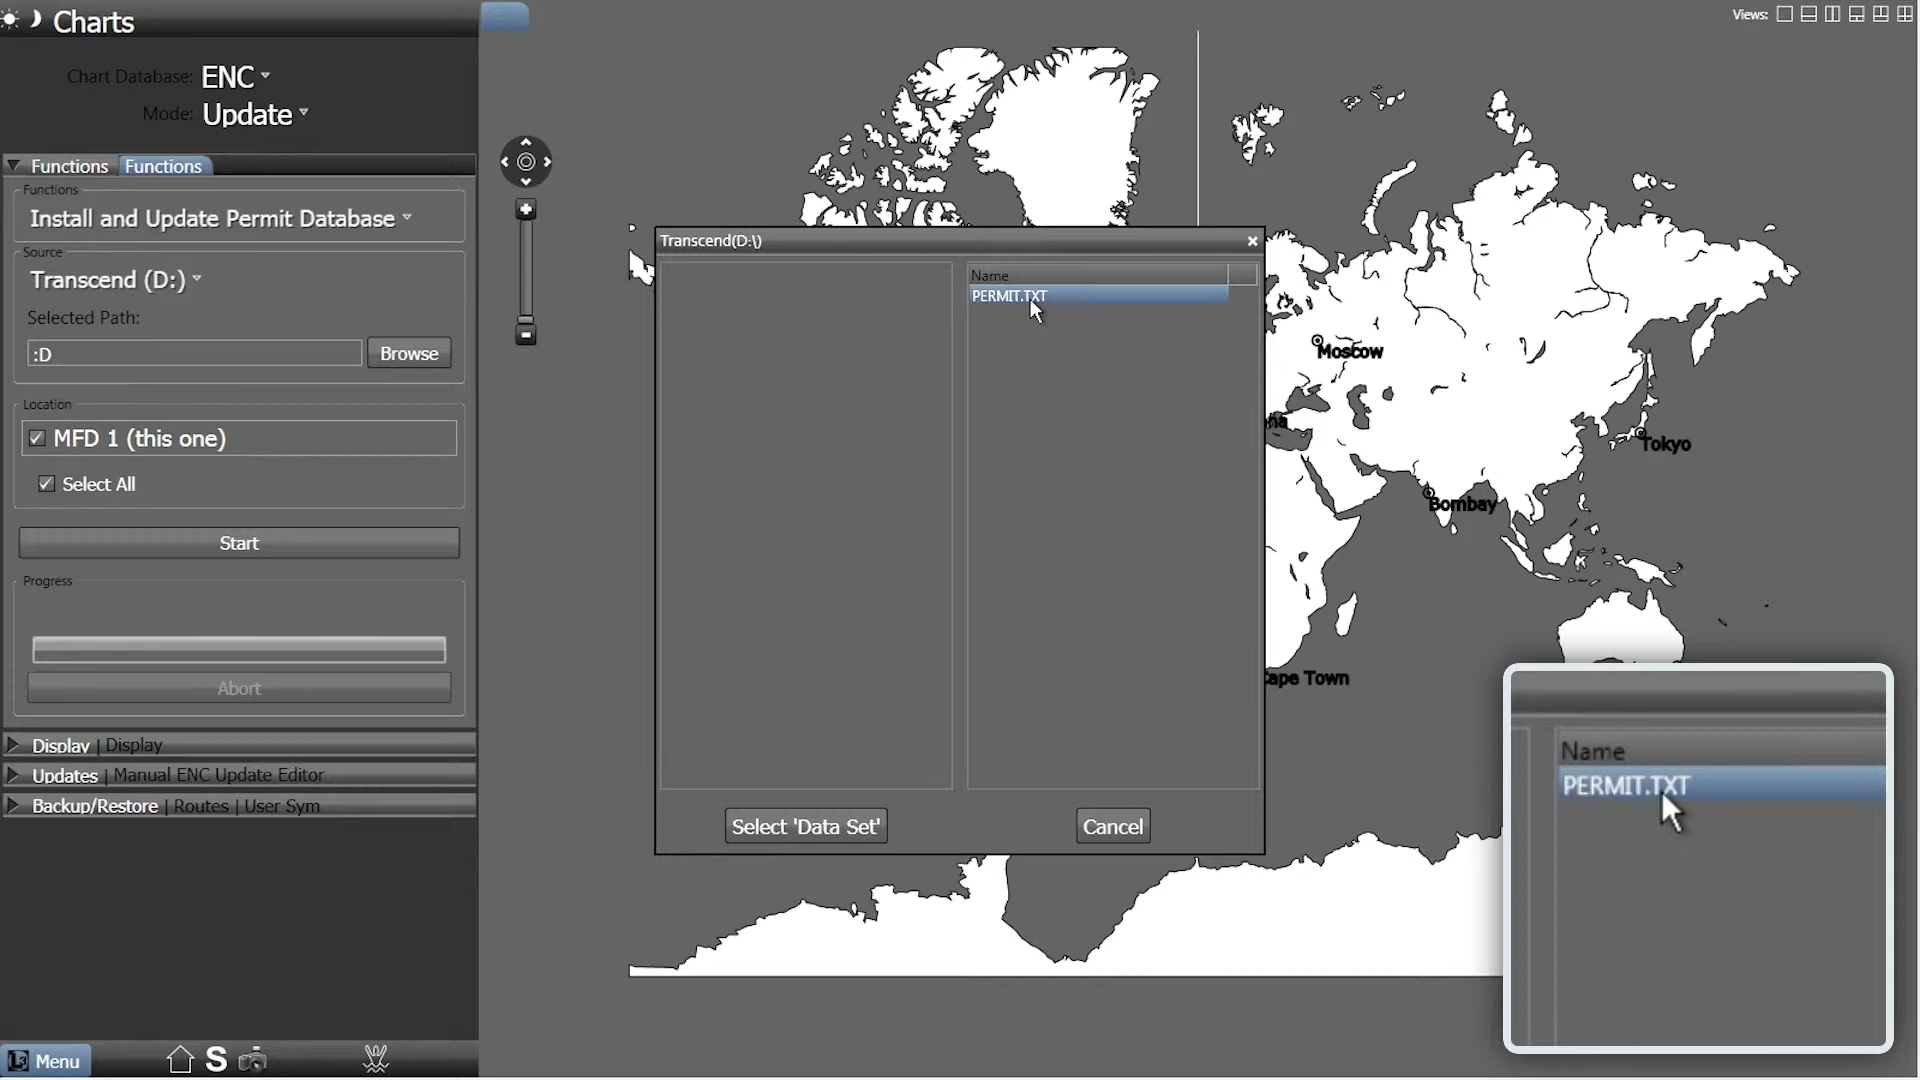 Charts
Views:
Chart Database: ENC
Mode: Update
Functions Functions
Functions
Install and Update Permit Database
Source
Transcend (D:)
Selected Path:
:D
Browse
Location
MFD 1 (this one)
Select All
Start
Progress
Abort
Display | Display
Updates | Manual ENC Update Editor
Backup/Restore | Routes | User Sym
Menu
S
Transcend(D:\)
Name
PERMIT.TXT
Select 'Data Set'
Cancel
Moscow
Tokyo
Bombay
Cape Town
Name
PERMIT.TXT